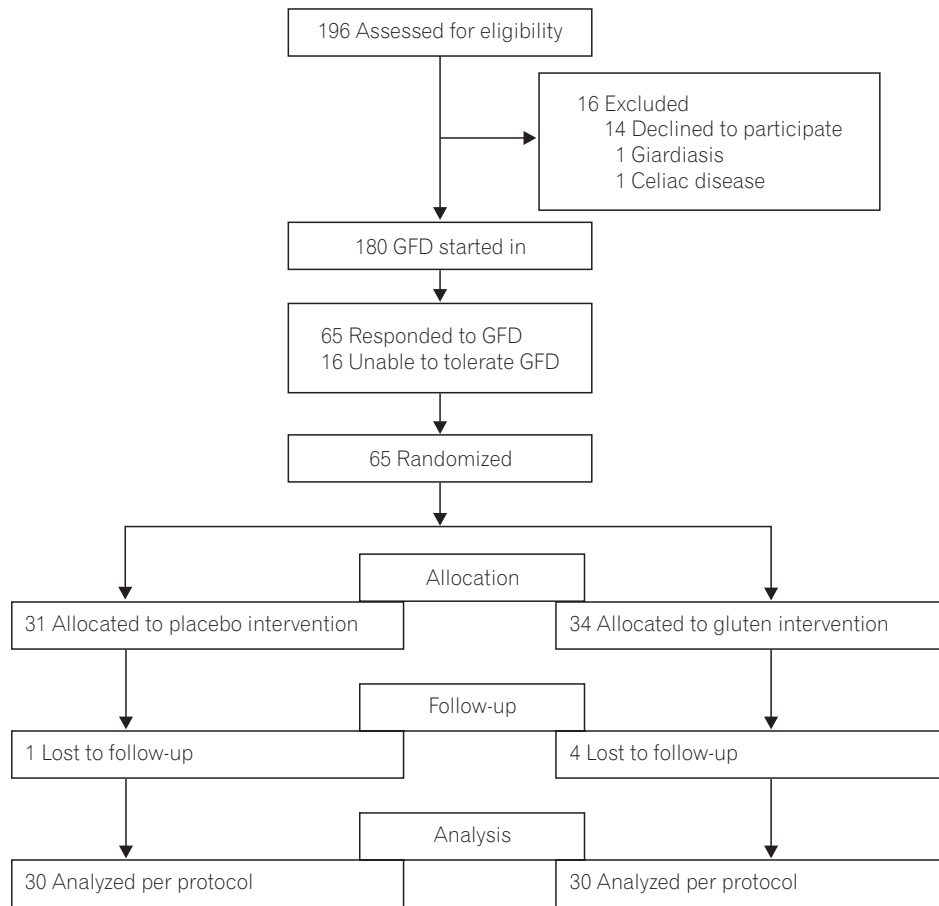 196 Assessed for eligibility
16 Excluded
14 Declined to participate
1 Giardiasis
1 Celiac disease
180 GFD started in
65 Responded to GFD
16 Unable to tolerate GFD
65 Randomized
Allocation
31 Allocated to placebo intervention
34 Allocated to gluten intervention
Follow-up
1 Lost to follow-up
4 Lost to follow-up
Analysis
30 Analyzed per protocol
30 Analyzed per protocol